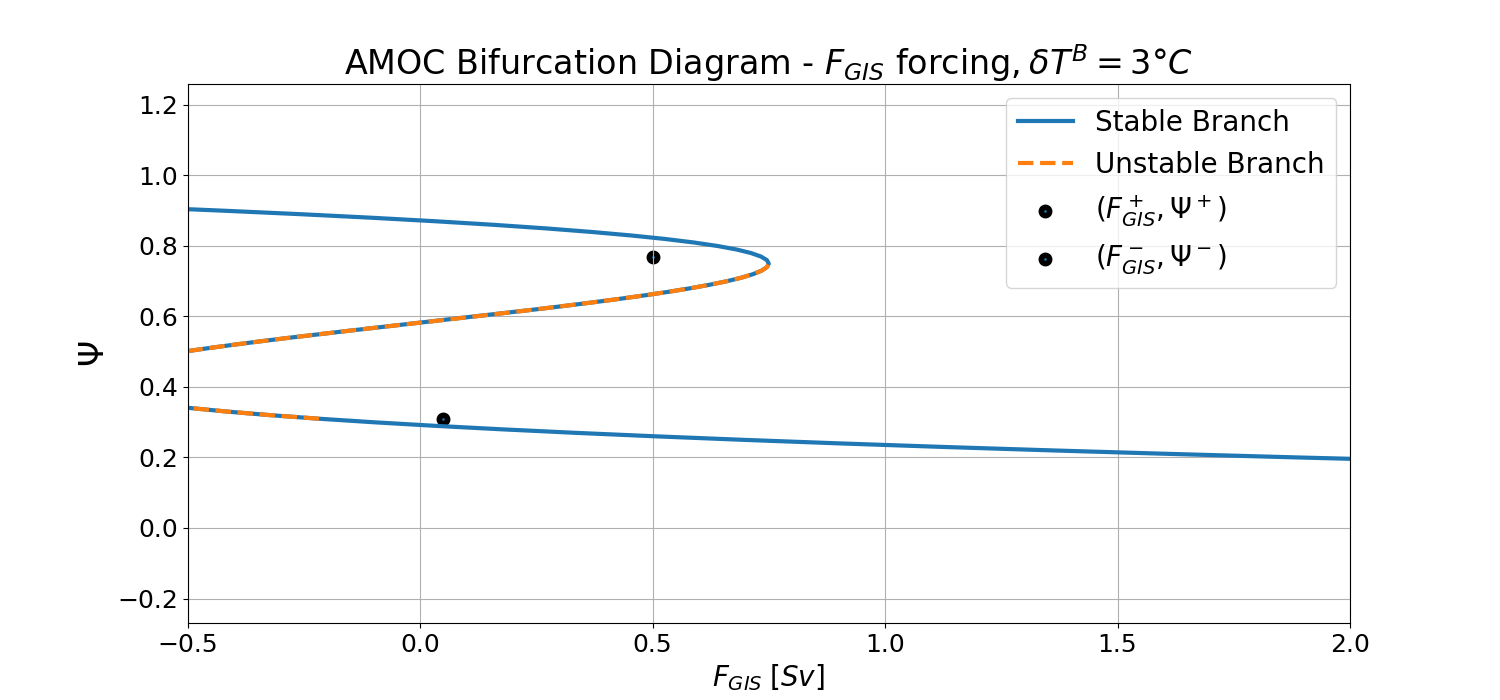 AMOC Bifurcation Diagram - $F_{GIS}$ forcing, $\delta T^B = 3°C$
1.2
1.0
0.8
0.6
0.4
0.2
0.0
−0.2
Ψ
Stable Branch
Unstable Branch
$(F^+_{GIS}, Ψ^+)$
$(F^-_{GIS}, Ψ^-)$
−0.5 0.0 0.5 1.0 1.5 2.0
$F_{GIS}$ [Sv]